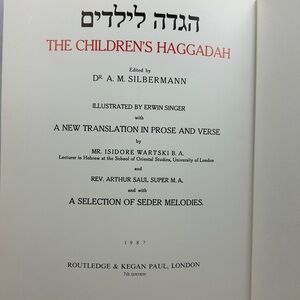 הגדה לילדים
THE CHILDREN'S HAGGADAH
Edited by
DR. A. M. SILBERMANN
ILLUSTRATED BY ERWIN SINGER
with
A NEW TRANSLATION IN PROSE AND VERSE
by
MR. ISIDORE WARTSKI B. A.
Lecturer in Hebrew at the School of Oriental Studies, University of London
and
REV. ARTHUR SAUL SUPER M. A.
and with
A SELECTION OF SEDER MELODIES.
1987
ROUTLEDGE & KEGAN PAUL, LONDON
7th EDITION